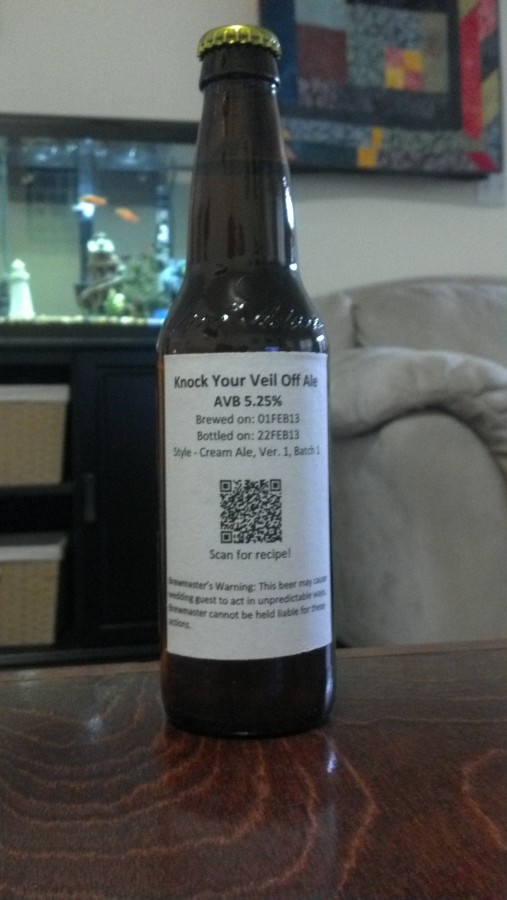 Knock Your Veil Off Ale
AVB 5.25%
Brewed on: 01FEB13
Bottled on: 22FEB13
Style - Cream Ale, Ver. 1, Batch 1
Scan for recipe!
Brewmaster's Warning: This beer may cause
wedding guest to act in unpredictable ways.
Brewmaster cannot be held liable for these
actions.